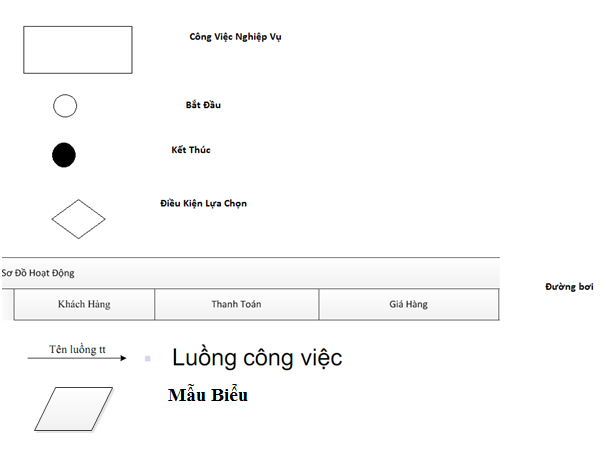 Công Việc Nghiệp Vụ
Bắt Đầu
Kết Thúc
Điều Kiện Lựa Chọn
Sơ Đồ Hoạt Động
Đường bơi
Khách Hàng
Thanh Toán
Giá Hàng
Tên luồng tt
Luồng công việc
Mẫu Biểu